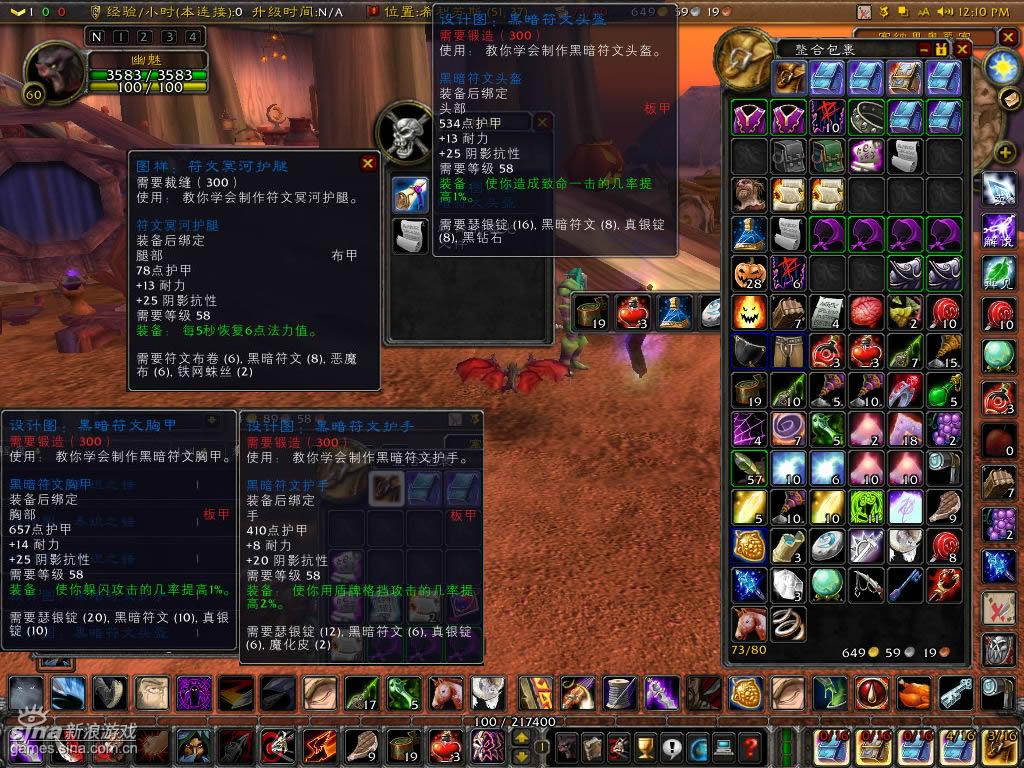 1 0 0
经验/小时(本连接):0 升级时间:N/A
位置:希
649 59 19
12:10 PM
N 1 2 3 4
幽魅
3583/3583
100/100
60
设计图：黑暗符文头盔
需要锻造（300）
使用： 教你学会制作黑暗符文头盔。
黑暗符文头盔
装备后绑定
头部 板甲
534点护甲
+13 耐力
+25 阴影抗性
需要等级 58
装备： 使你造成致命一击的几率提
高1%。
需要瑟银锭 (16), 黑暗符文 (8), 真银锭
(8), 黑钻石
图样：符文冥河护腿
需要裁缝（300）
使用： 教你学会制作符文冥河护腿。
符文冥河护腿
装备后绑定
腿部 布甲
78点护甲
+13 耐力
+25 阴影抗性
需要等级 58
装备： 每5秒恢复6点法力值。
需要符文布卷 (6), 黑暗符文 (8), 恶魔
布 (6), 铁网蛛丝 (2)
设计图：黑暗符文胸甲
需要锻造（300）
使用： 教你学会制作黑暗符文胸甲。
黑暗符文胸甲
装备后绑定
胸部 板甲
657点护甲
+14 耐力
+25 阴影抗性
需要等级 58
装备： 使你躲闪攻击的几率提高1%。
需要瑟银锭 (20), 黑暗符文 (10), 真银
锭 (10)
设计图：黑暗符文护手
需要锻造（300）
使用： 教你学会制作黑暗符文护手。
黑暗符文护手
装备后绑定
手 板甲
410点护甲
+8 耐力
+20 阴影抗性
需要等级 58
装备： 使你用盾牌格挡攻击的几率提
高2%。
需要瑟银锭 (12), 黑暗符文 (6), 真银锭
(6), 魔化皮 (2)
整合包裹
73/80
649 59 19
100 / 217400
sina新浪游戏
games.sina.com.cn
0/16 0/16 0/16 4/16 3/16